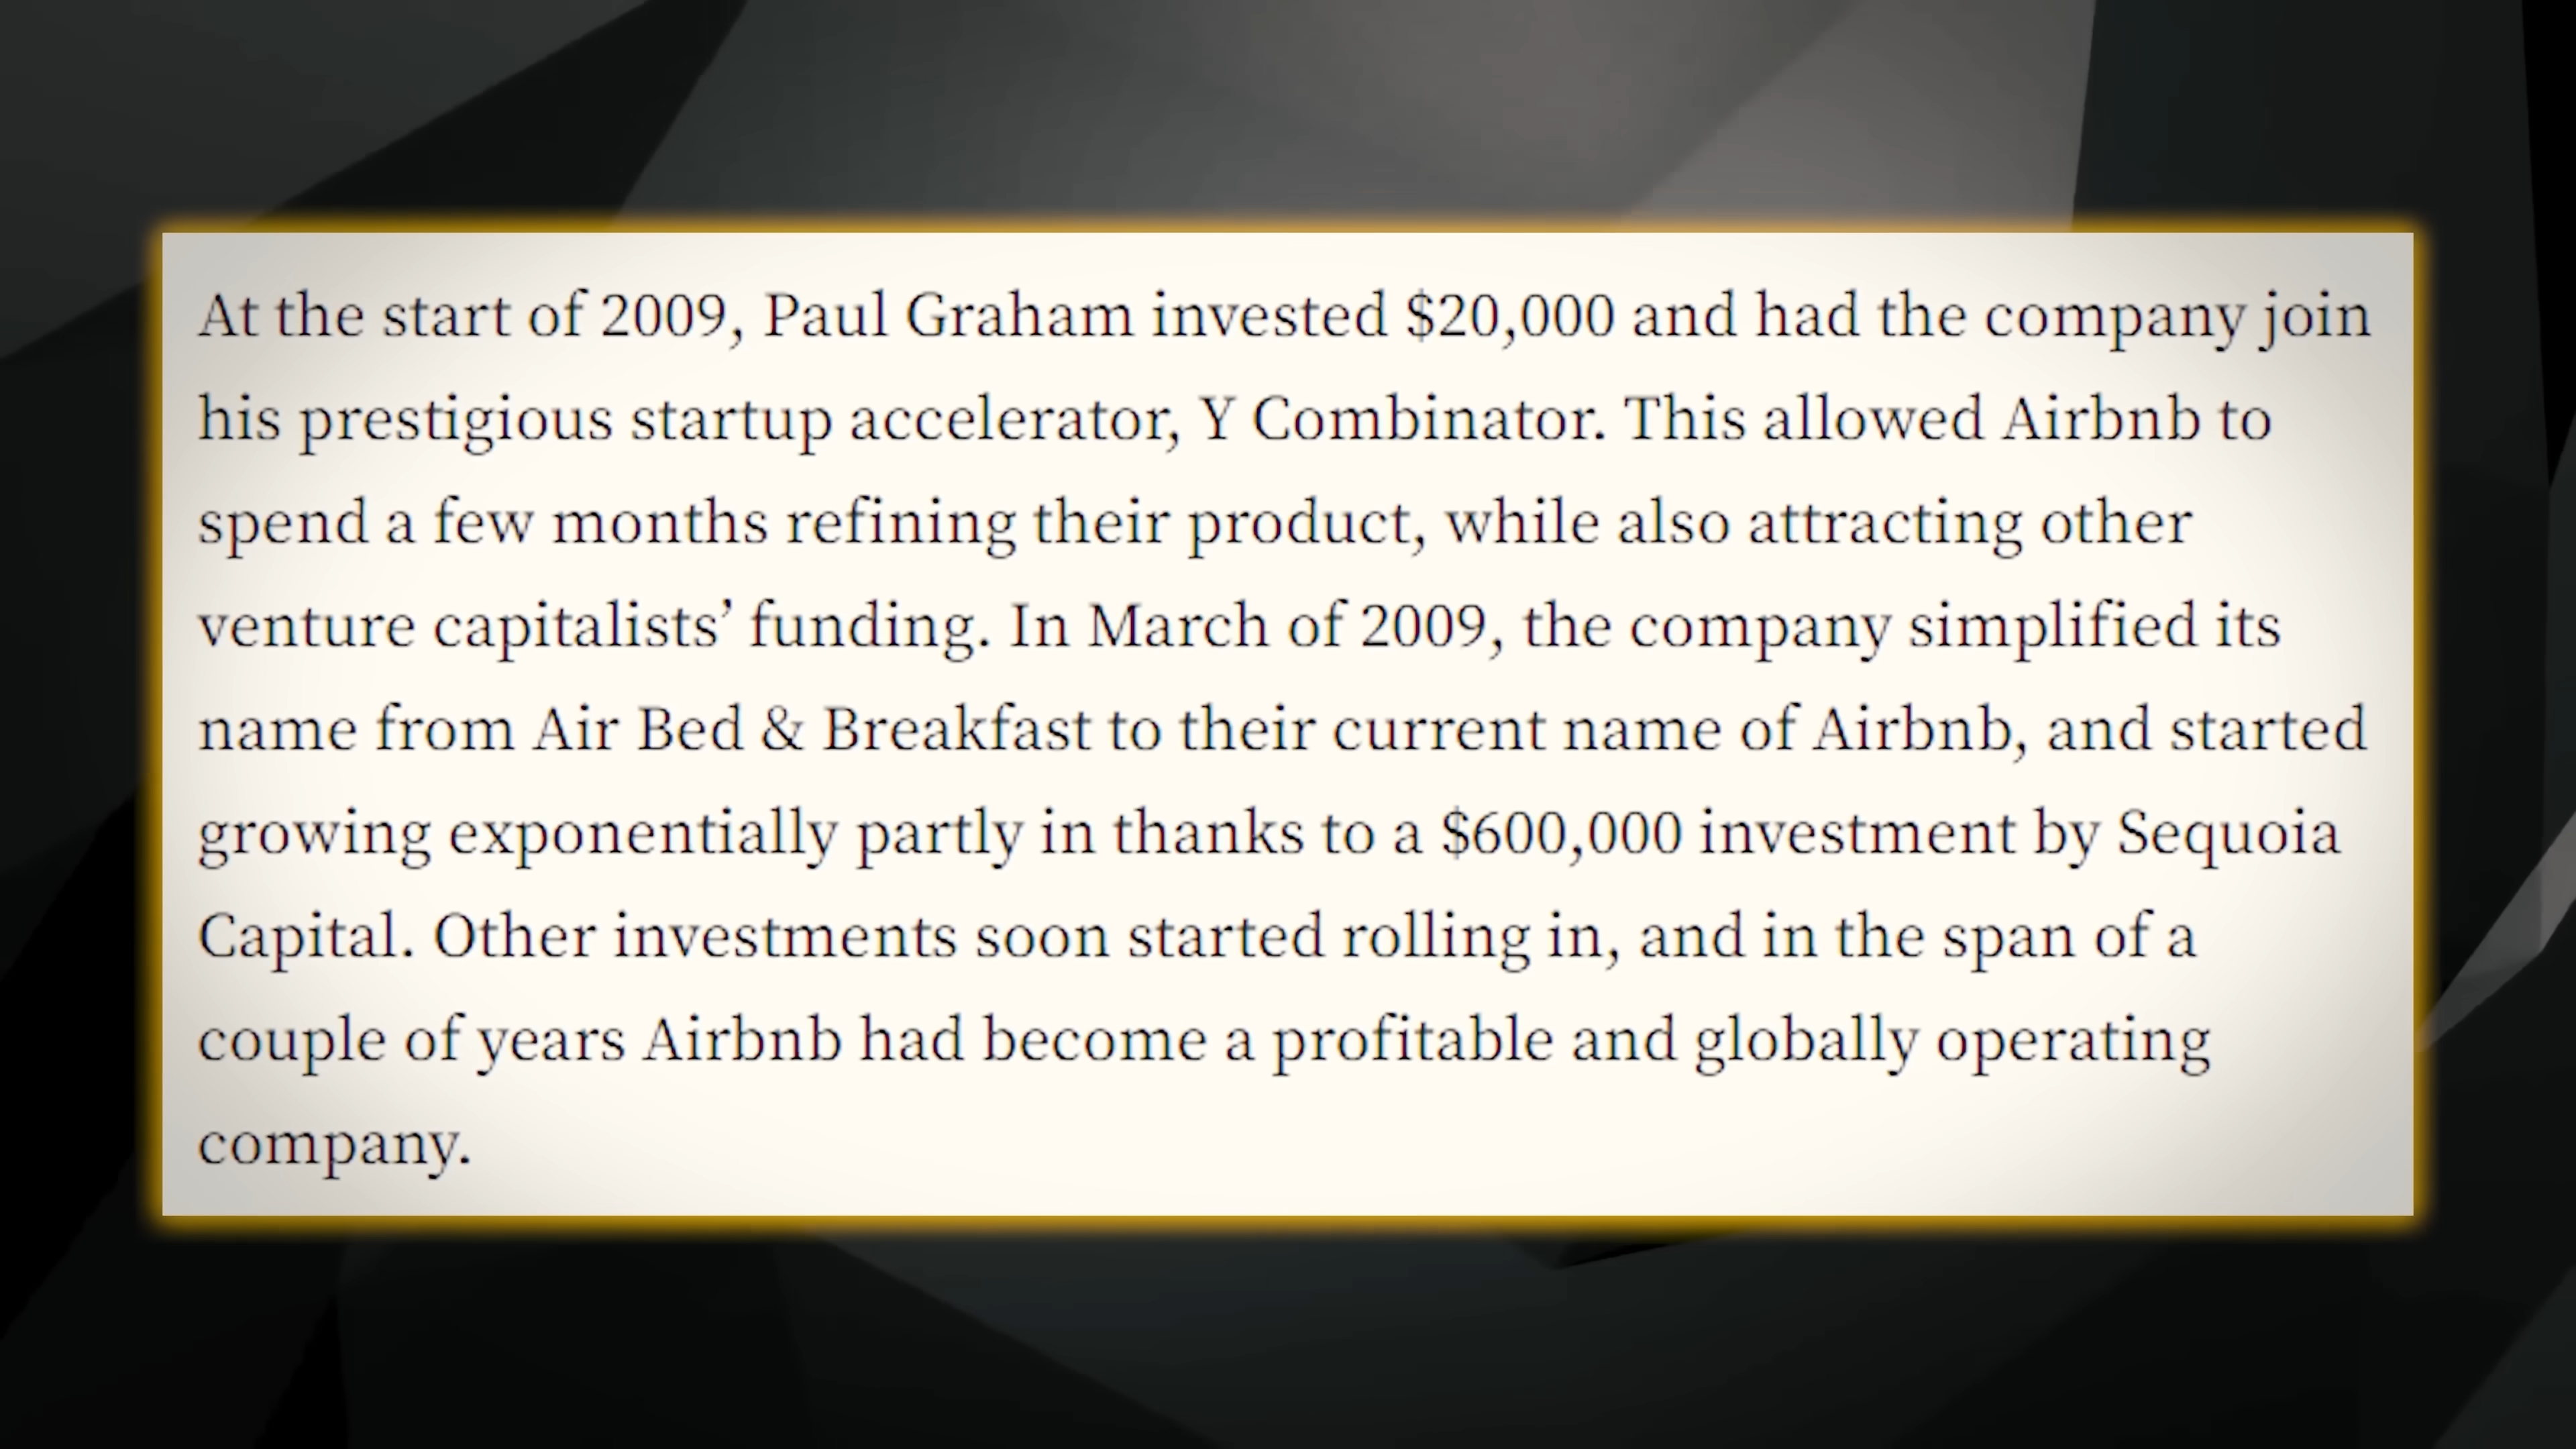 At the start of 2009, Paul Graham invested $20,000 and had the company join
his prestigious startup accelerator, Y Combinator. This allowed Airbnb to
spend a few months refining their product, while also attracting other
venture capitalists’ funding. In March of 2009, the company simplified its
name from Air Bed & Breakfast to their current name of Airbnb, and started
growing exponentially partly in thanks to a $600,000 investment by Sequoia
Capital. Other investments soon started rolling in, and in the span of a
couple of years Airbnb had become a profitable and globally operating
company.